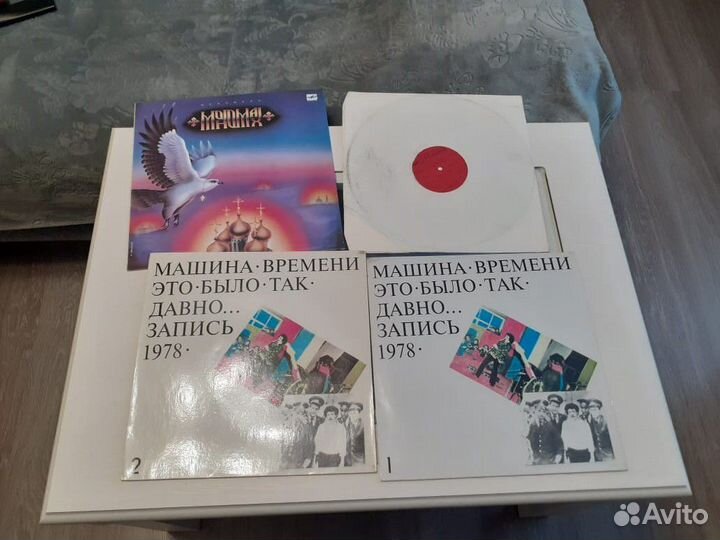 МАШИНА·ВРЕМЕНИ
ЭТО·БЫЛО·ТАК·
ДАВНО...
ЗАПИСЬ
1978·
2
МАШИНА·ВРЕМЕНИ
ЭТО·БЫЛО·ТАК·
ДАВНО...
ЗАПИСЬ
1978·
1
Avito